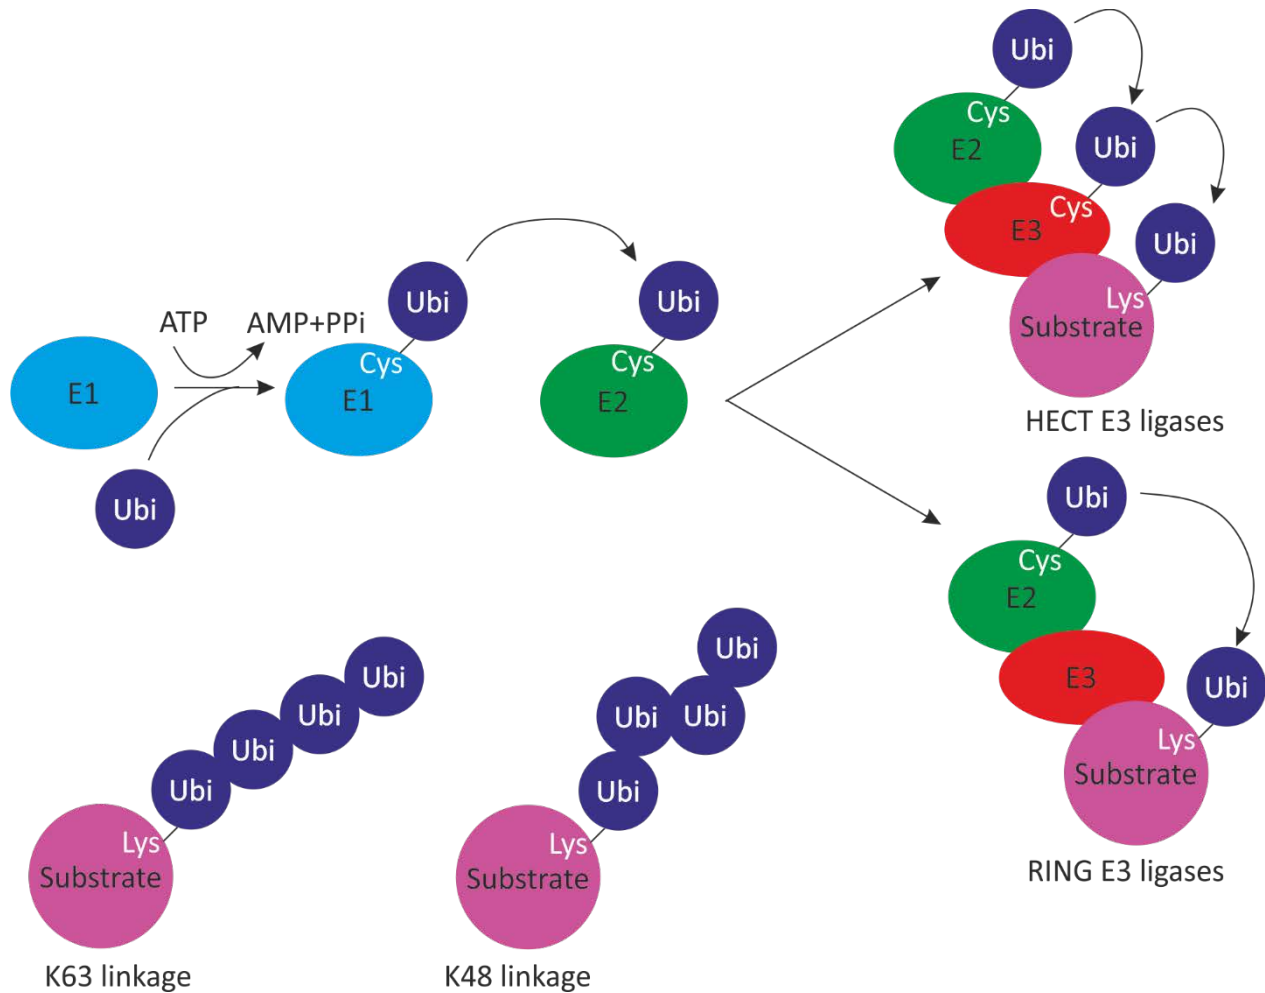 Ubi
Cys
E2
Ubi
Cys
E3
Ubi
Lys
Substrate
HECT E3 ligases
ATP
AMP+PPi
E1
Ubi
Ubi
Cys
E1
Ubi
Cys
E2
Ubi
Cys
E2
E3
Ubi
Lys
Substrate
RING E3 ligases
Ubi
Ubi
Ubi
Ubi
Lys
Substrate
K63 linkage
Ubi
Ubi
Ubi
Ubi
Lys
Substrate
K48 linkage